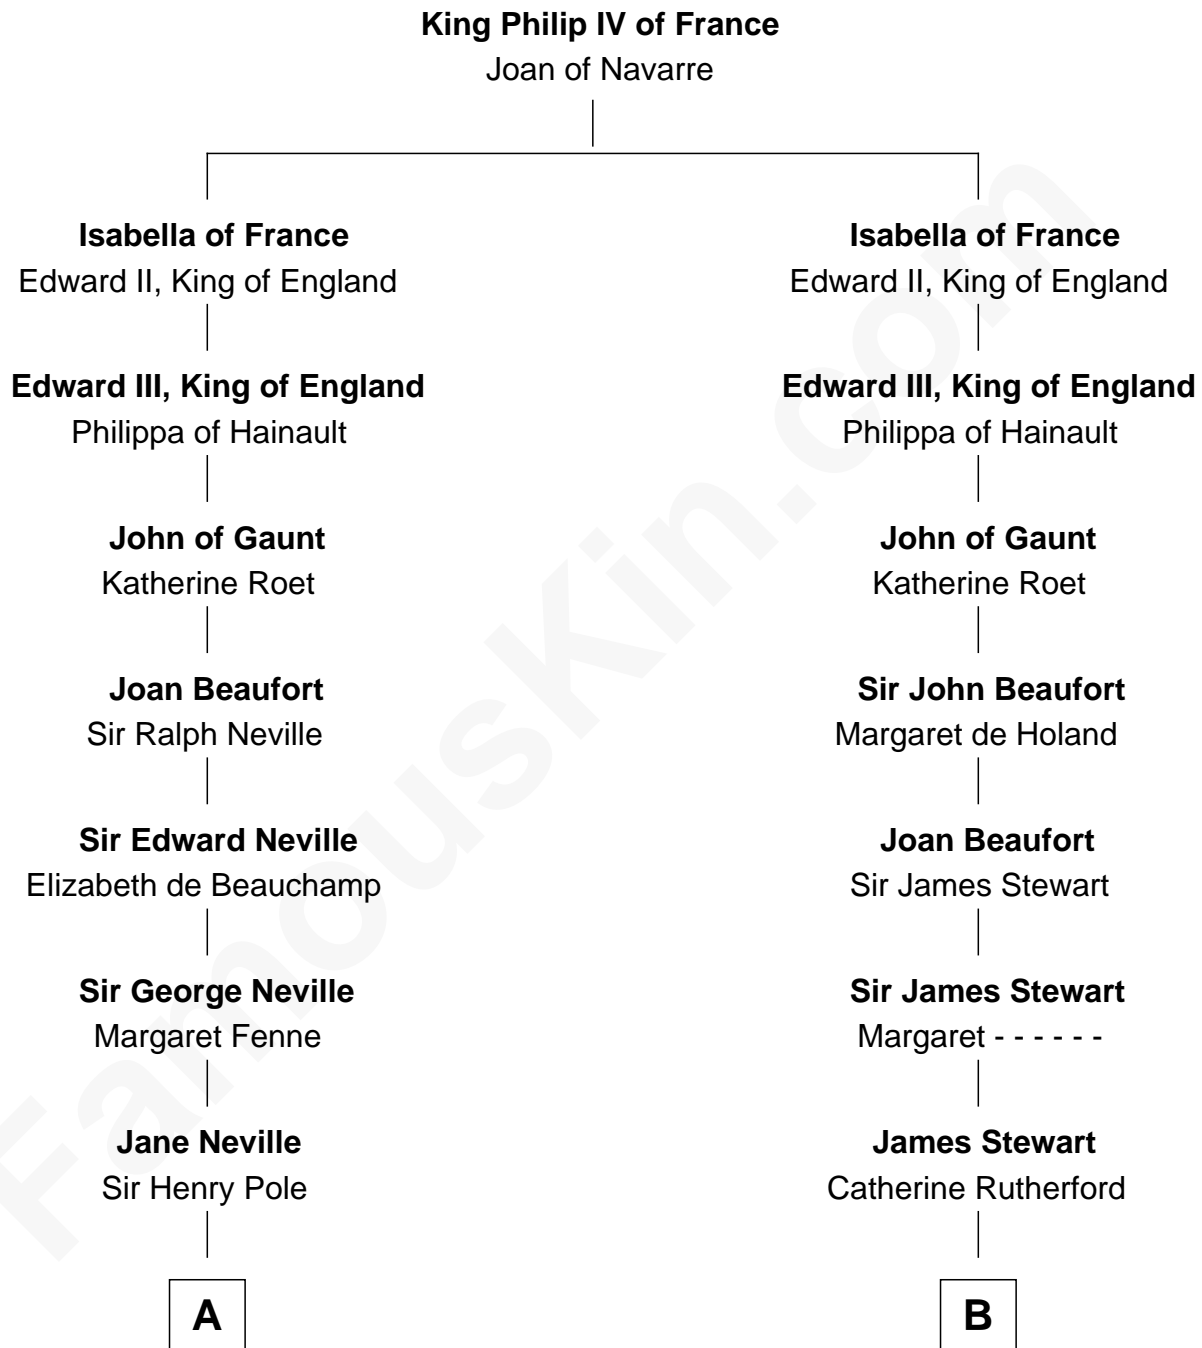 King Philip IV of France
Joan of Navarre
Isabella of France
Edward II, King of England
Isabella of France
Edward II, King of England
Edward III, King of England
Philippa of Hainault
Edward III, King of England
Philippa of Hainault
John of Gaunt
Katherine Roet
John of Gaunt
Katherine Roet
Joan Beaufort
Sir Ralph Neville
Sir John Beaufort
Margaret de Holand
Sir Edward Neville
Elizabeth de Beauchamp
Joan Beaufort
Sir James Stewart
Sir George Neville
Margaret Fenne
Sir James Stewart
Margaret - - - - - -
Jane Neville
Sir Henry Pole
James Stewart
Catherine Rutherford
A
B
FamousKin.com